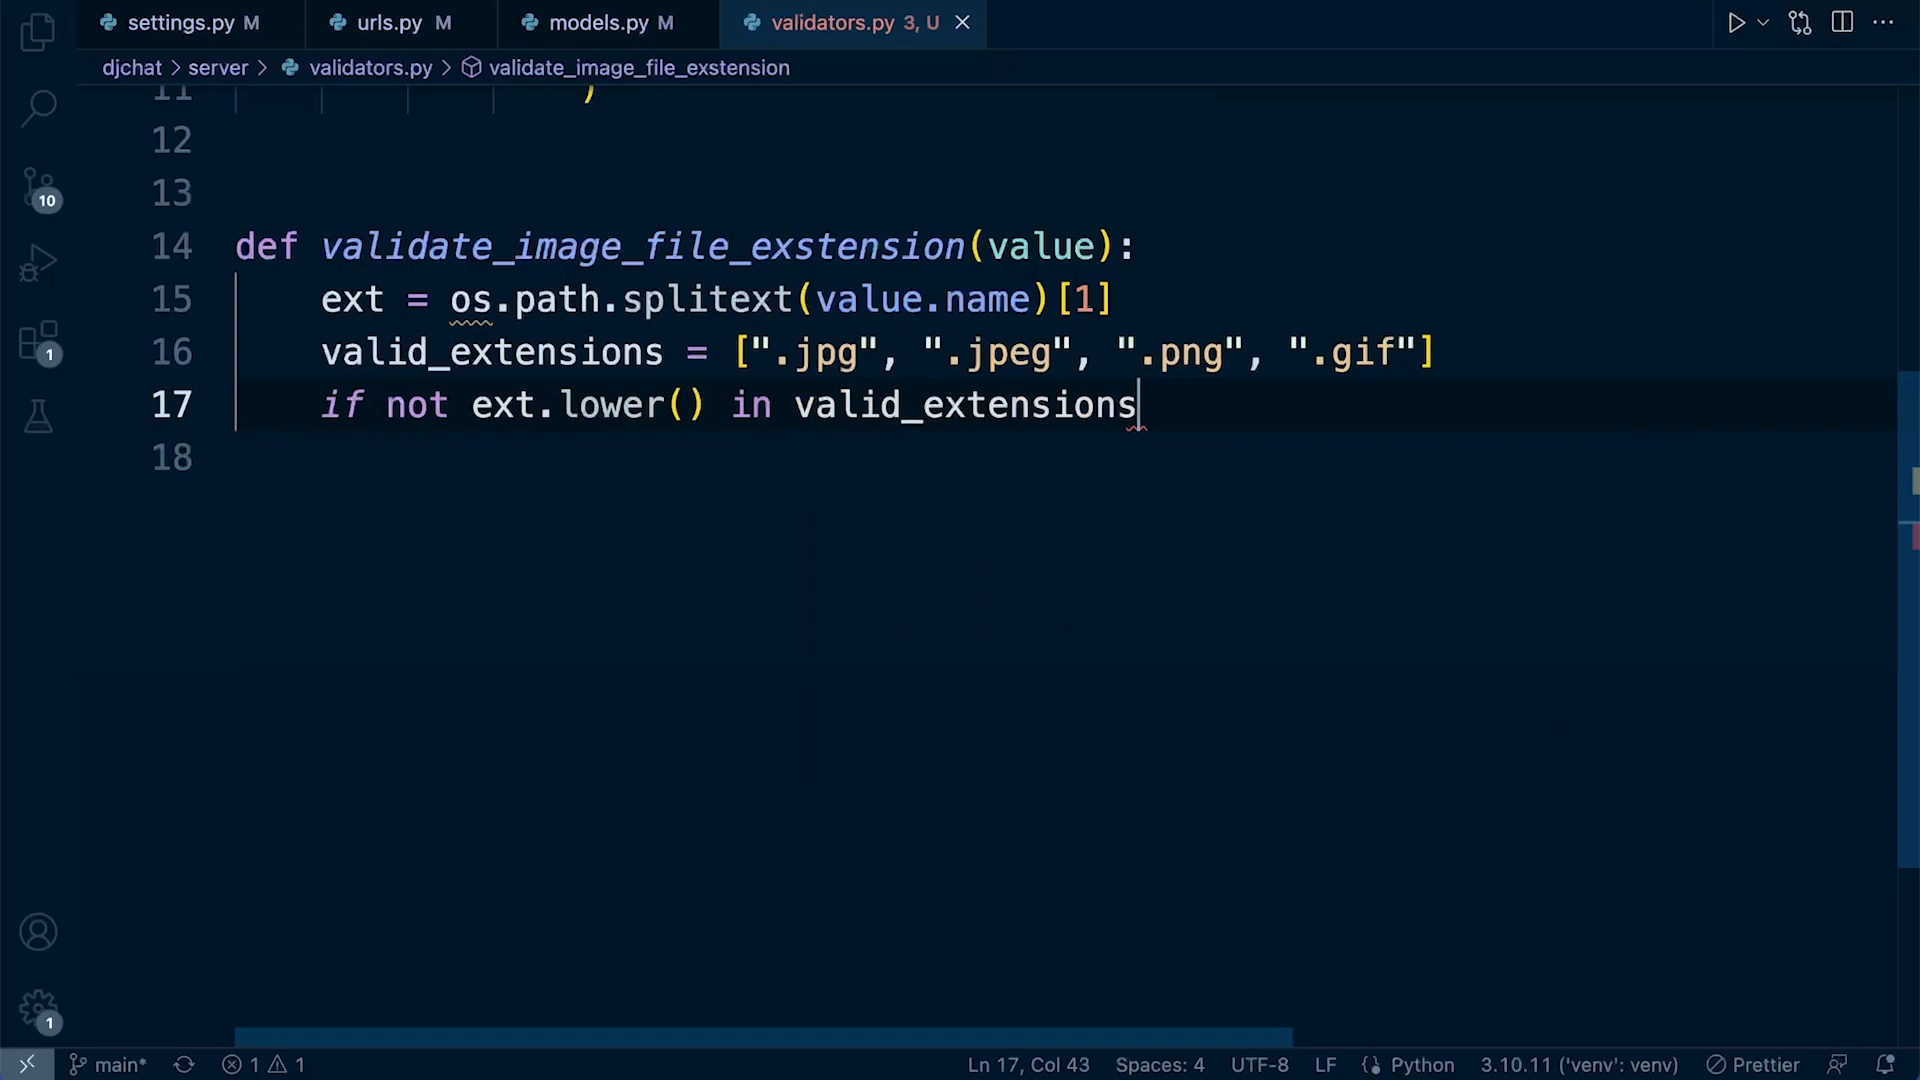 settings.py M urls.py M models.py M validators.py 3, U
djchat > server > validators.py > validate_image_file_exstension
11 )
12
13
14 def validate_image_file_exstension(value):
15 ext = os.path.splitext(value.name)[1]
16 valid_extensions = [".jpg", ".jpeg", ".png", ".gif"]
17 if not ext.lower() in valid_extensions
18
10
1
1
main* 1 1 Ln 17, Col 43 Spaces: 4 UTF-8 LF Python 3.10.11 ('venv': venv) Prettier